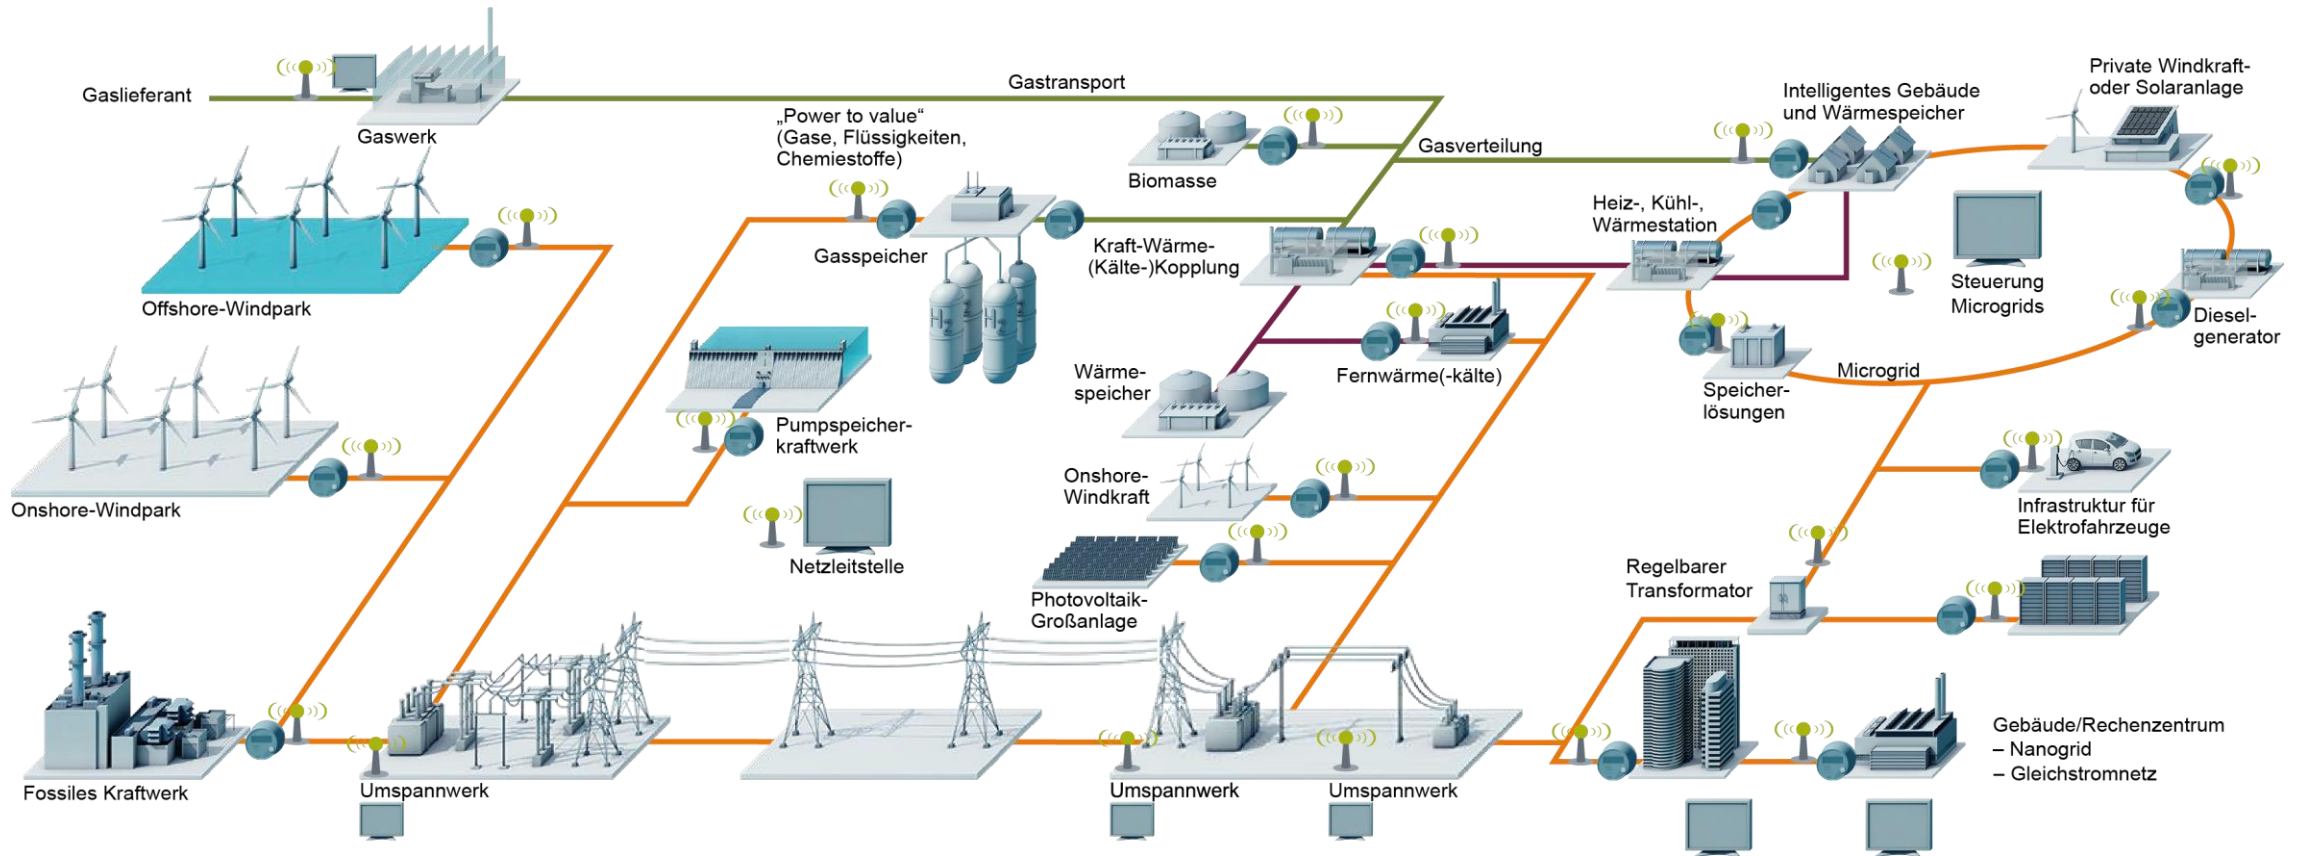 Gaslieferant
Gaswerk
Gastransport
„Power to value“
(Gase, Flüssigkeiten,
Chemiestoffe)
Biomasse
Gasverteilung
Intelligentes Gebäude
und Wärmespeicher
Private Windkraft-
oder Solaranlage
Offshore-Windpark
Gasspeicher
H₂
H₂
Kraft-Wärme-
(Kälte-)Kopplung
Heiz-, Kühl-,
Wärmestation
Steuerung
Microgrids
Diesel-
generator
Onshore-Windpark
Pumpspeicher-
kraftwerk
Wärme-
speicher
Fernwärme(-kälte)
Speicher-
lösungen
Microgrid
Onshore-
Windkraft
Infrastruktur für
Elektrofahrzeuge
Netzleitstelle
Photovoltaik-
Großanlage
Regelbarer
Transformator
Fossiles Kraftwerk
Umspannwerk
Umspannwerk
Umspannwerk
Gebäude/Rechenzentrum
– Nanogrid
– Gleichstromnetz